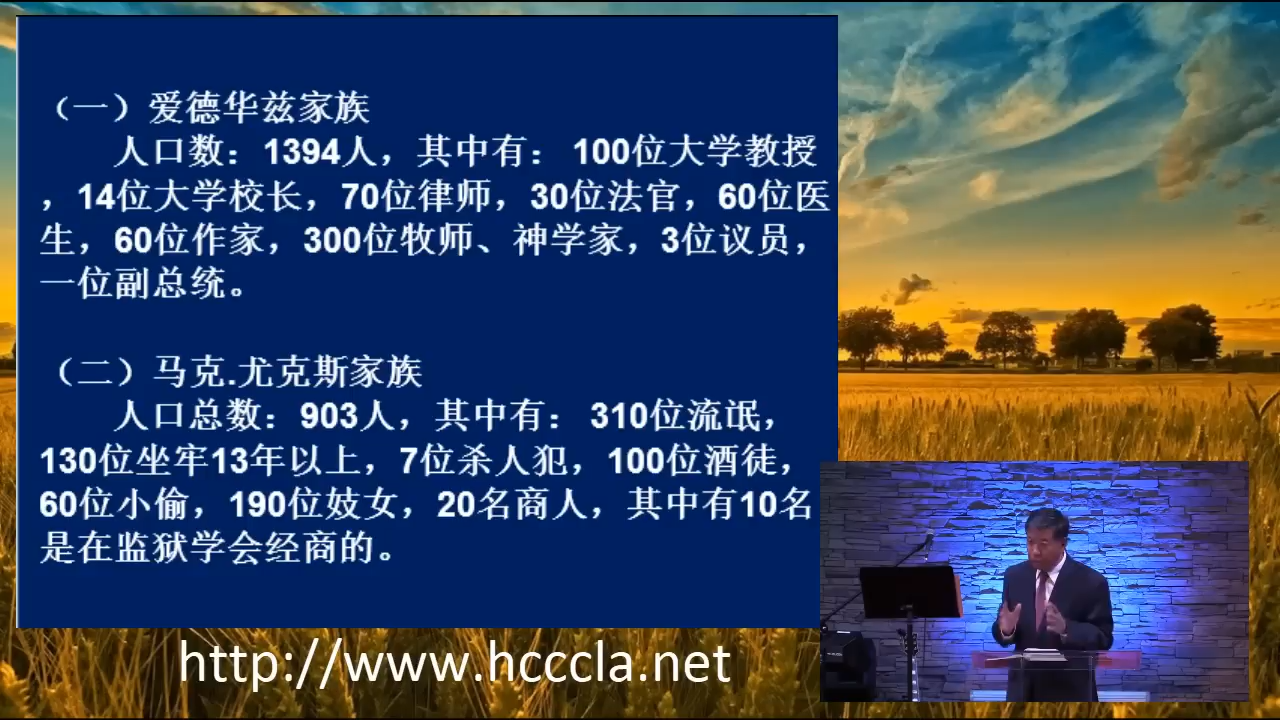 （一）爱德华兹家族
人口数：1394人，其中有： 100位大学教授
，14位大学校长，70位律师，30位法官，60位医
生，60位作家，300位牧师、神学家，3位议员，
一位副总统。
（二）马克.尤克斯家族
人口总数：903人，其中有： 310位流氓，
130位坐牢13年以上，7位杀人犯，100位酒徒，
60位小偷，190位妓女，20名商人，其中有10名
是在监狱学会经商的。
http://www.hcccla.net